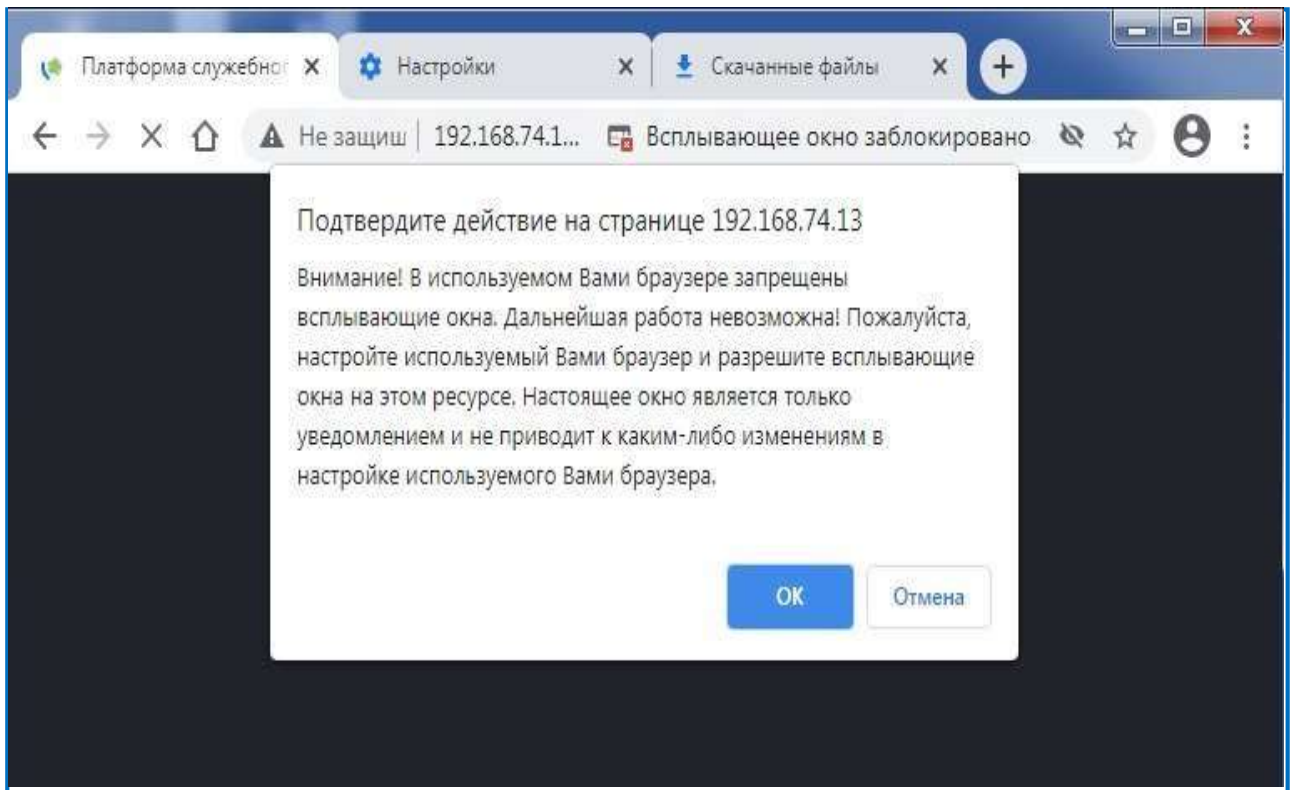 Платформа служебног
Настройки
Скачанные файлы
Не защищ | 192.168.74.1... Всплывающее окно заблокировано
Подтвердите действие на странице 192.168.74.13
Внимание! В используемом Вами браузере запрещены
всплывающие окна. Дальнейшая работа невозможна! Пожалуйста,
настройте используемый Вами браузер и разрешите всплывающие
окна на этом ресурсе. Настоящее окно является только
уведомлением и не приводит к каким-либо изменениям в
настройке используемого Вами браузера.
ОК
Отмена